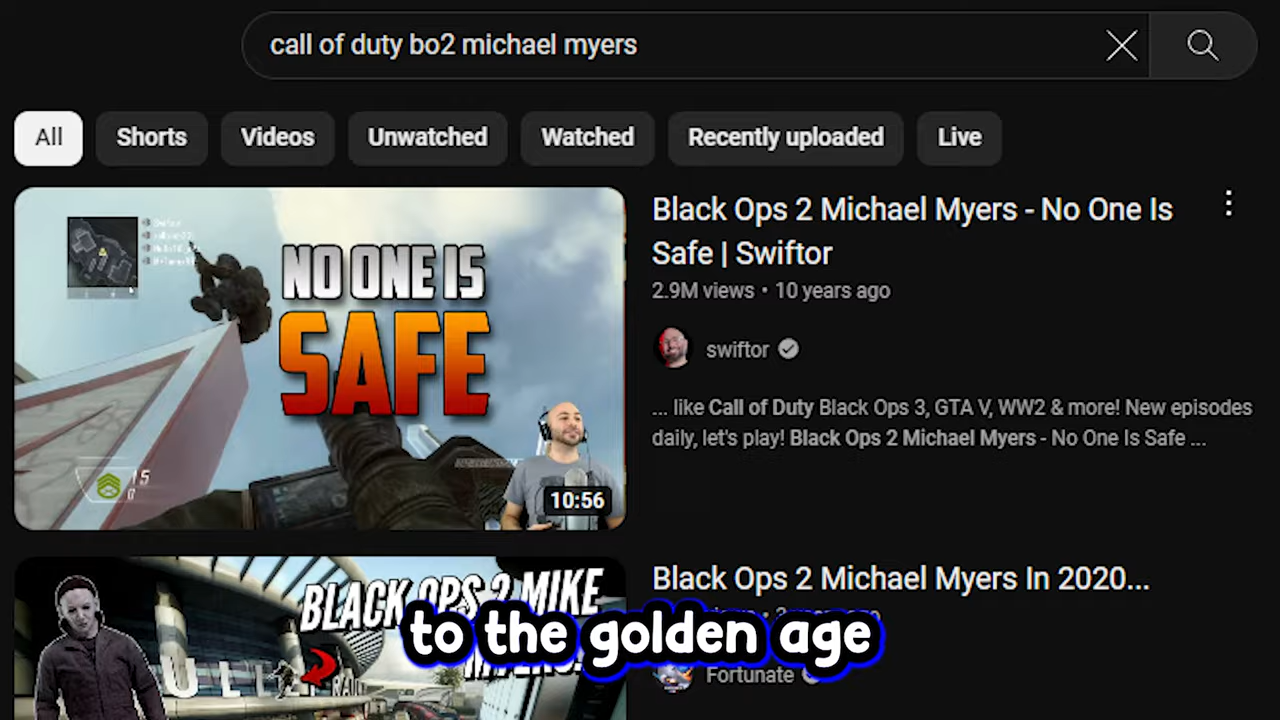 call of duty bo2 michael myers
All
Shorts
Videos
Unwatched
Watched
Recently uploaded
Live
NO ONE IS
SAFE
15
0
10:56
Black Ops 2 Michael Myers - No One Is
Safe | Swiftor
2.9M views • 10 years ago
swiftor
... like Call of Duty Black Ops 3, GTA V, WW2 & more! New episodes
daily, let's play! Black Ops 2 Michael Myers - No One Is Safe ...
BLACK OPS 2 MIKE
Black Ops 2 Michael Myers In 2020...
to the golden age
Fortunate